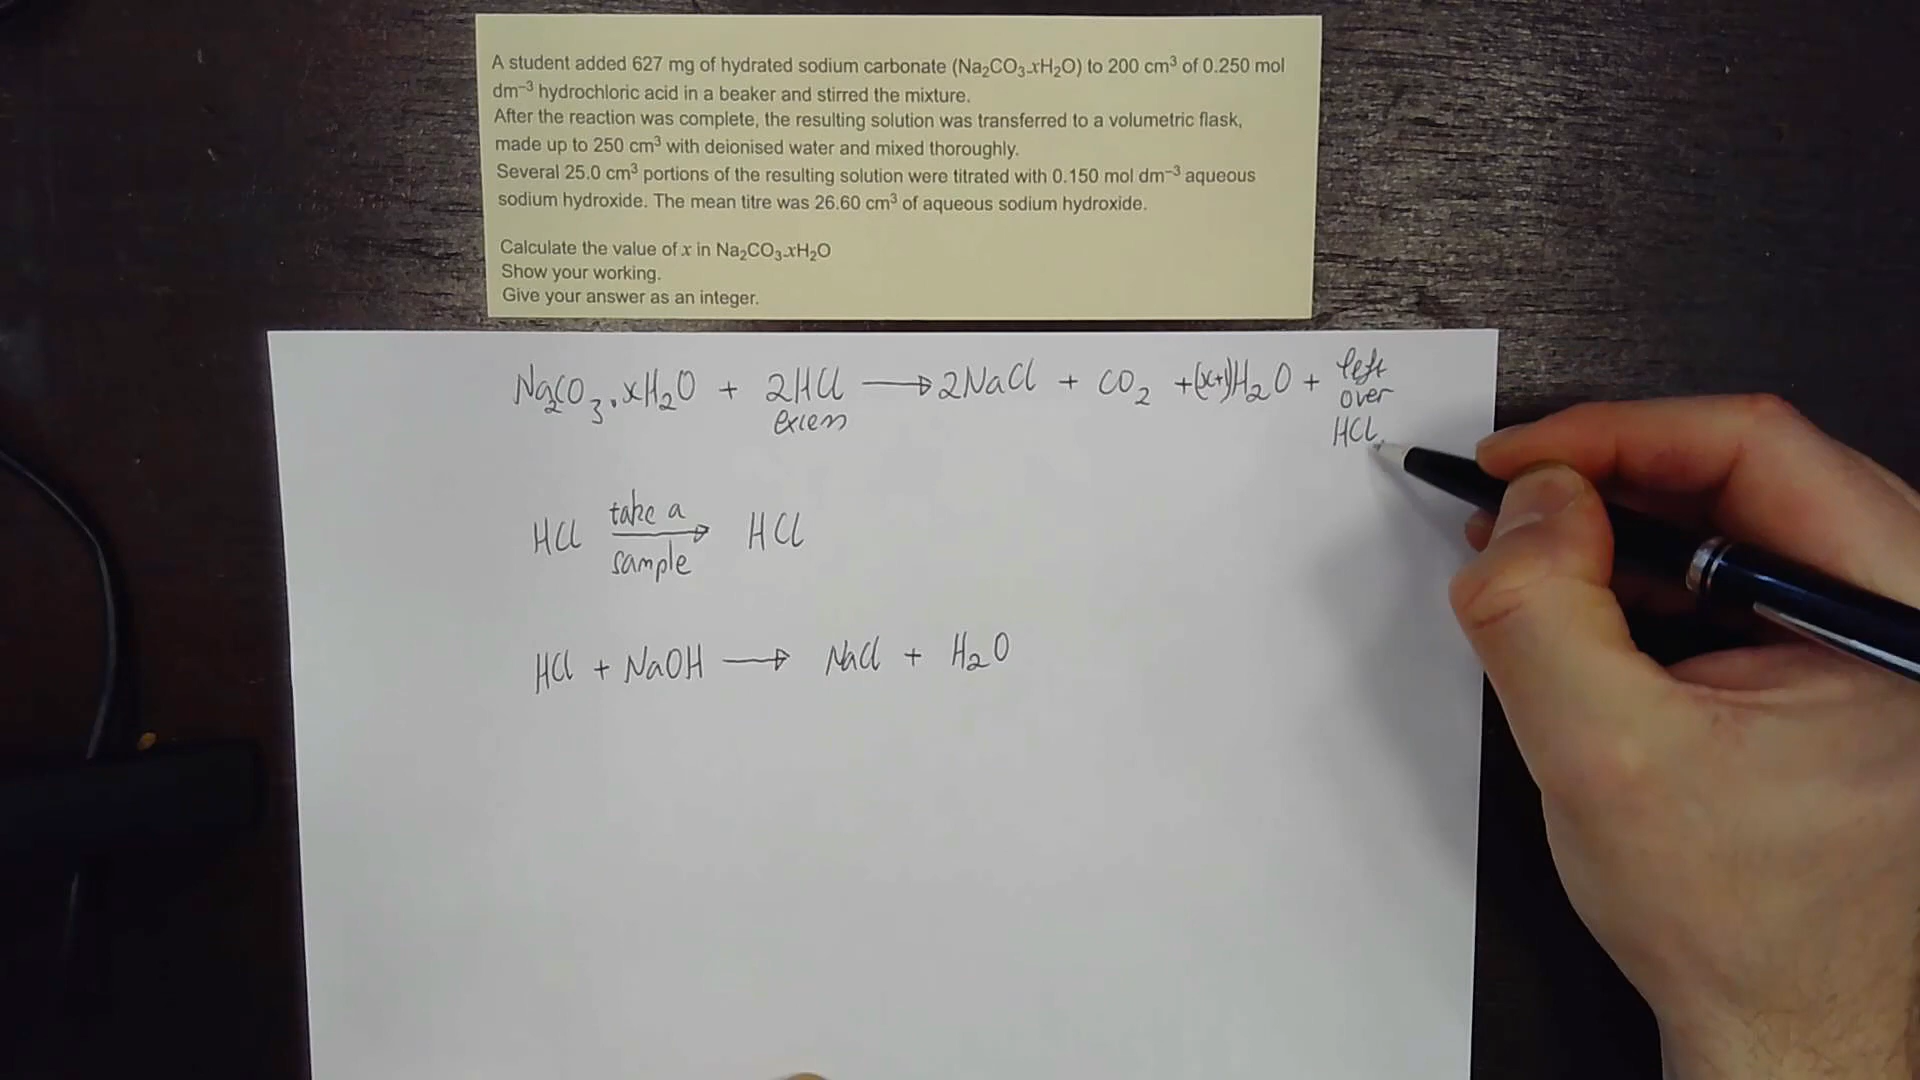 A student added 627 mg of hydrated sodium carbonate (Na₂CO₃.xH₂O) to 200 cm³ of 0.250 mol
dm⁻³ hydrochloric acid in a beaker and stirred the mixture.
After the reaction was complete, the resulting solution was transferred to a volumetric flask,
made up to 250 cm³ with deionised water and mixed thoroughly.
Several 25.0 cm³ portions of the resulting solution were titrated with 0.150 mol dm⁻³ aqueous
sodium hydroxide. The mean titre was 26.60 cm³ of aqueous sodium hydroxide.
Calculate the value of x in Na₂CO₃.xH₂O
Show your working.
Give your answer as an integer.
Na₂CO₃.xH₂O + 2HCl → 2NaCl + CO₂ +(x+1)H₂O + left
excess over
HCl.
HCl take a → HCl
sample
HCl + NaOH → NaCl + H₂O